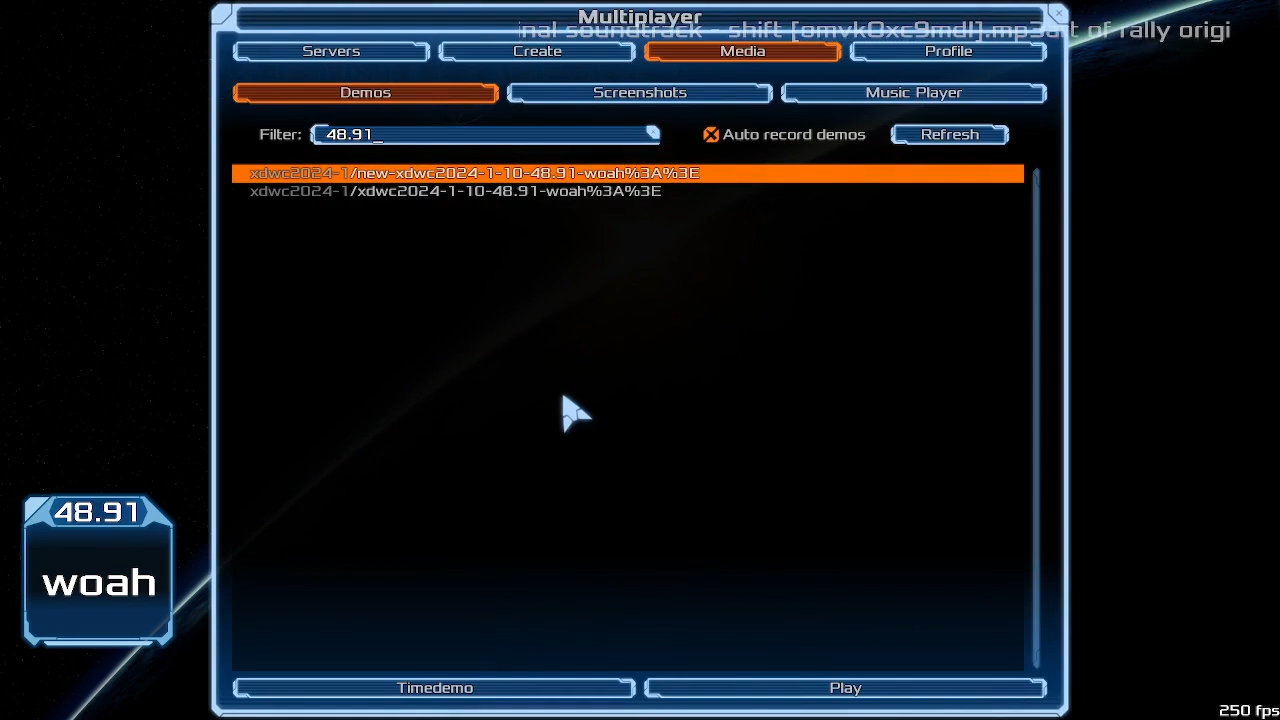 Multiplayer
inal soundtrack - shift [omvk0xc9mdI].mp3art of rally origi
Servers Create Media Profile
Demos Screenshots Music Player
Filter: 48.91_ Auto record demos Refresh
xdwc2024-1/new-xdwc2024-1-10-48.91-woah%3A%3E
xdwc2024-1/xdwc2024-1-10-48.91-woah%3A%3E
48.91
woah
Timedemo Play
250 fps